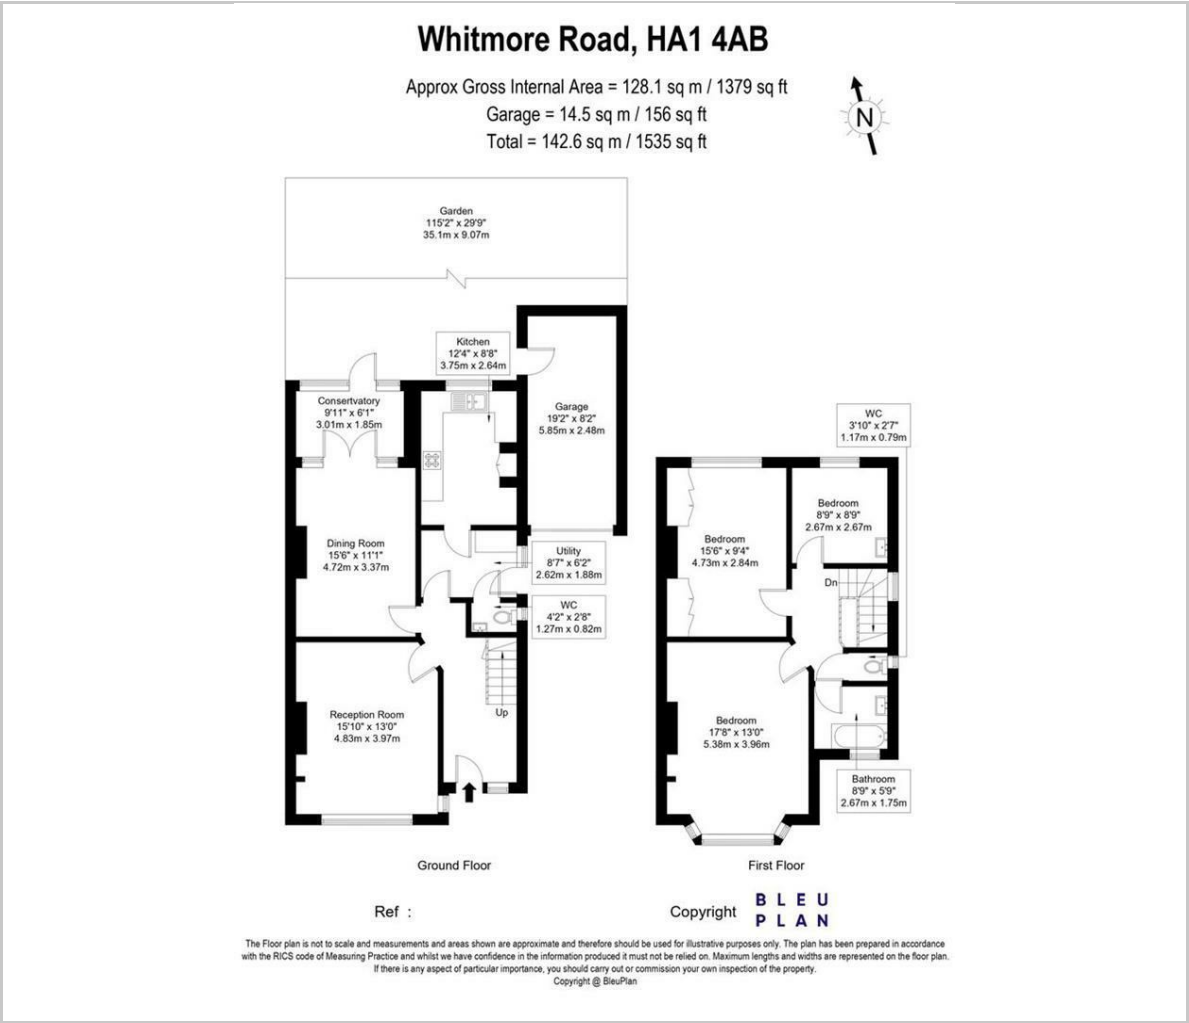 Whitmore Road, HA1 4AB
Approx Gross Internal Area = 128.1 sq m / 1379 sq ft
Garage = 14.5 sq m / 156 sq ft
Total = 142.6 sq m / 1535 sq ft
N
Garden
115'2" x 29'9"
35.1m x 9.07m
Kitchen
12'4" x 8'8"
3.75m x 2.64m
Consertvatory
9'11" x 6'1"
3.01m x 1.85m
Garage
19'2" x 8'2"
5.85m x 2.48m
Dining Room
15'6" x 11'1"
4.72m x 3.37m
Utility
8'7" x 6'2"
2.62m x 1.88m
WC
4'2" x 2'8"
1.27m x 0.82m
Reception Room
15'10" x 13'0"
4.83m x 3.97m
Up
Ground Floor
WC
3'10" x 2'7"
1.17m x 0.79m
Bedroom
8'9" x 8'9"
2.67m x 2.67m
Bedroom
15'6" x 9'4"
4.73m x 2.84m
Dn
Bedroom
17'8" x 13'0"
5.38m x 3.96m
Bathroom
8'9" x 5'9"
2.67m x 1.75m
First Floor
Ref :
Copyright
BLEU
PLAN
The Floor plan is not to scale and measurements and areas shown are approximate and therefore should be used for illustrative purposes only. The plan has been prepared in accordance
with the RICS code of Measuring Practice and whilst we have confidence in the information produced it must not be relied on. Maximum lengths and widths are represented on the floor plan.
If there is any aspect of particular importance, you should carry out or commission your own inspection of the property.
Copyright @ BleuPlan